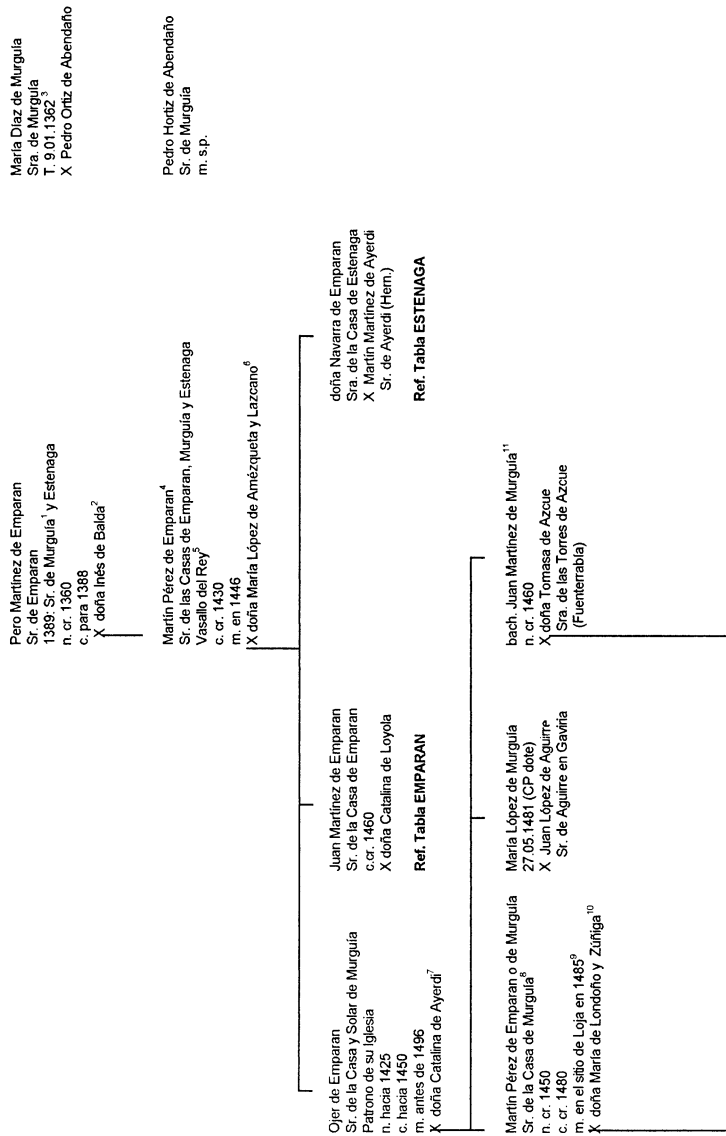 Pero Martínez de Emparan
Sr. de Emparan
1389: Sr. de Murguía¹ y Estenaga
n. cr. 1360
c. para 1388
X doña Inés de Balda²
María Díaz de Murguía
Sra. de Murguía
T. 9.01.1362³
X Pedro Ortiz de Abendaño
Martín Pérez de Emparan⁴
Sr. de las Casas de Emparan, Murguía y Estenaga
Vasallo del Rey⁵
c. cr. 1430
m. en 1446
X doña María López de Amézqueta y Lazcano⁶
Pedro Hortiz de Abendaño
Sr. de Murguía
m. s.p.
Ojer de Emparan
Sr. de la Casa y Solar de Murguía
Patrono de su Iglesia
n. hacia 1425
c. hacia 1450
m. antes de 1496
X doña Catalina de Ayerdi⁷
Juan Martínez de Emparan
Sr. de la Casa de Emparan
c.cr. 1460
X doña Catalina de Loyola
Ref. Tabla EMPARAN
doña Navarra de Emparan
Sra. de la Casa de Estenaga
X Martín Martínez de Ayerdi
Sr. de Ayerdi (Hern.)
Ref. Tabla ESTENAGA
Martín Pérez de Emparan o de Murguía
Sr. de la Casa de Murguía⁸
n. cr. 1450
c. cr. 1480
m. en el sitio de Loja en 1485⁹
X doña María de Londoño y Zúñiga¹⁰
María López de Murguía
27.05.1481 (CP dote)
X Juan López de Aguirre
Sr. de Aguirre en Gaviria
bach. Juan Martínez de Murguía¹¹
n. cr. 1460
X doña Tomasa de Azcue
Sra. de las Torres de Azcue
(Fuenterrabía)